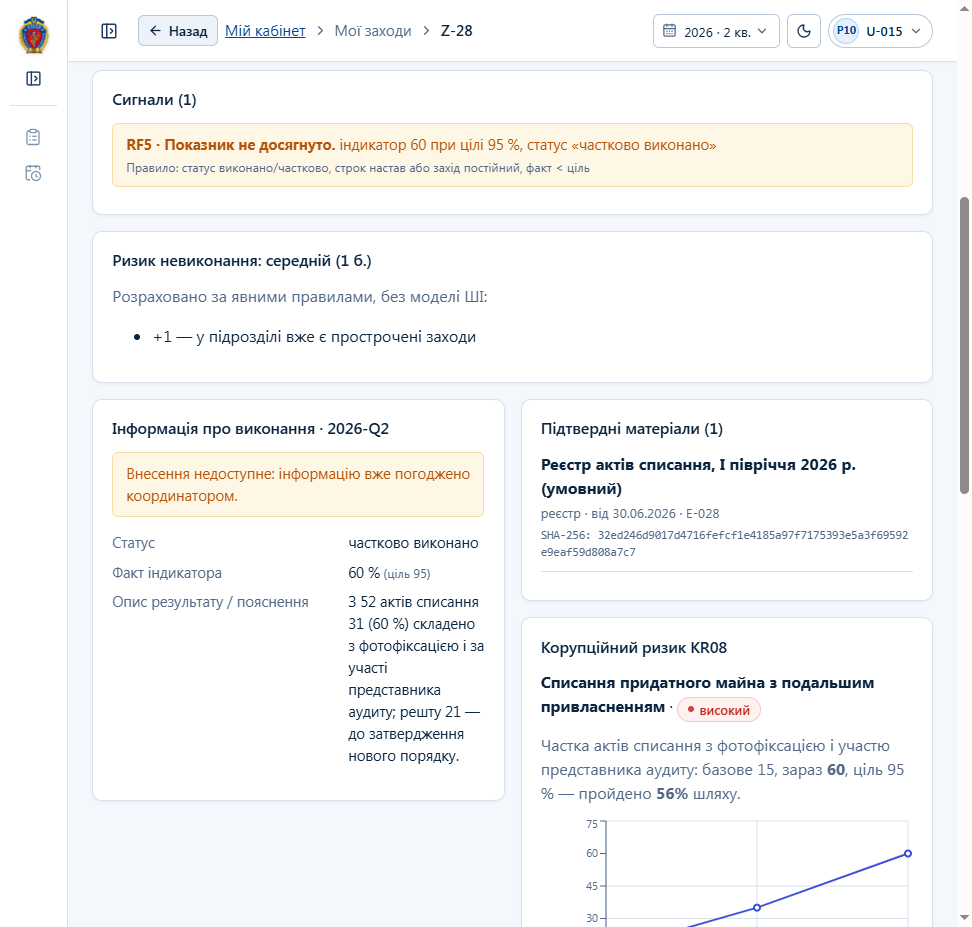 Назад
Мій кабінет > Мої заходи > Z-28
2026 · 2 кв.
P10 U-015
Сигнали (1)
RF5 · Показник не досягнуто. індикатор 60 при цілі 95 %, статус «частково виконано»
Правило: статус виконано/частково, строк настав або захід постійний, факт < ціль
Ризик невиконання: середній (1 б.)
Розраховано за явними правилами, без моделі ШІ:
• +1 — у підрозділі вже є прострочені заходи
Інформація про виконання · 2026-Q2
Внесення недоступне: інформацію вже погоджено
координатором.
Статус частково виконано
Факт індикатора 60 % (ціль 95)
Опис результату / пояснення З 52 актів списання
31 (60 %) складено
з фотофіксацією і за
участі
представника
аудиту; решту 21 —
до затвердження
нового порядку.
Підтвердні матеріали (1)
Реєстр актів списання, І півріччя 2026 р.
(умовний)
реєстр · від 30.06.2026 · E-028
SHA-256: 32ed246d9017d4716fefcf1e4185a97f7175393e5a3f69592
e9eaf59d808a7c7
Корупційний ризик KR08
Списання придатного майна з подальшим
привласненням · високий
Частка актів списання з фотофіксацією і участю
представника аудиту: базове 15, зараз 60, ціль 95
% — пройдено 56% шляху.
75
60
45
30